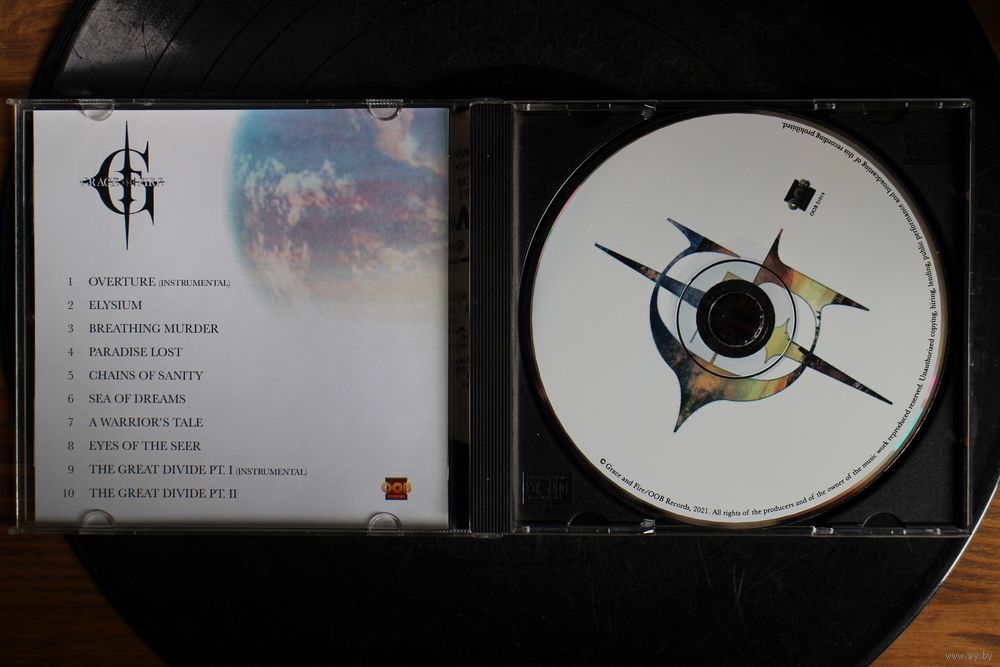 GRACE & FIRE
1 OVERTURE (INSTRUMENTAL)
2 ELYSIUM
3 BREATHING MURDER
4 PARADISE LOST
5 CHAINS OF SANITY
6 SEA OF DREAMS
7 A WARRIOR'S TALE
8 EYES OF THE SEER
9 THE GREAT DIVIDE PT. I (INSTRUMENTAL)
10 THE GREAT DIVIDE PT. II
OOB
© Grace and Fire/OOB Records, 2021. All rights of the producers and of the owner of the music work reproduced reserved. Unauthorized copying, hiring, lending, public performance and broadcasting of this recording prohibited.
www.ay.by